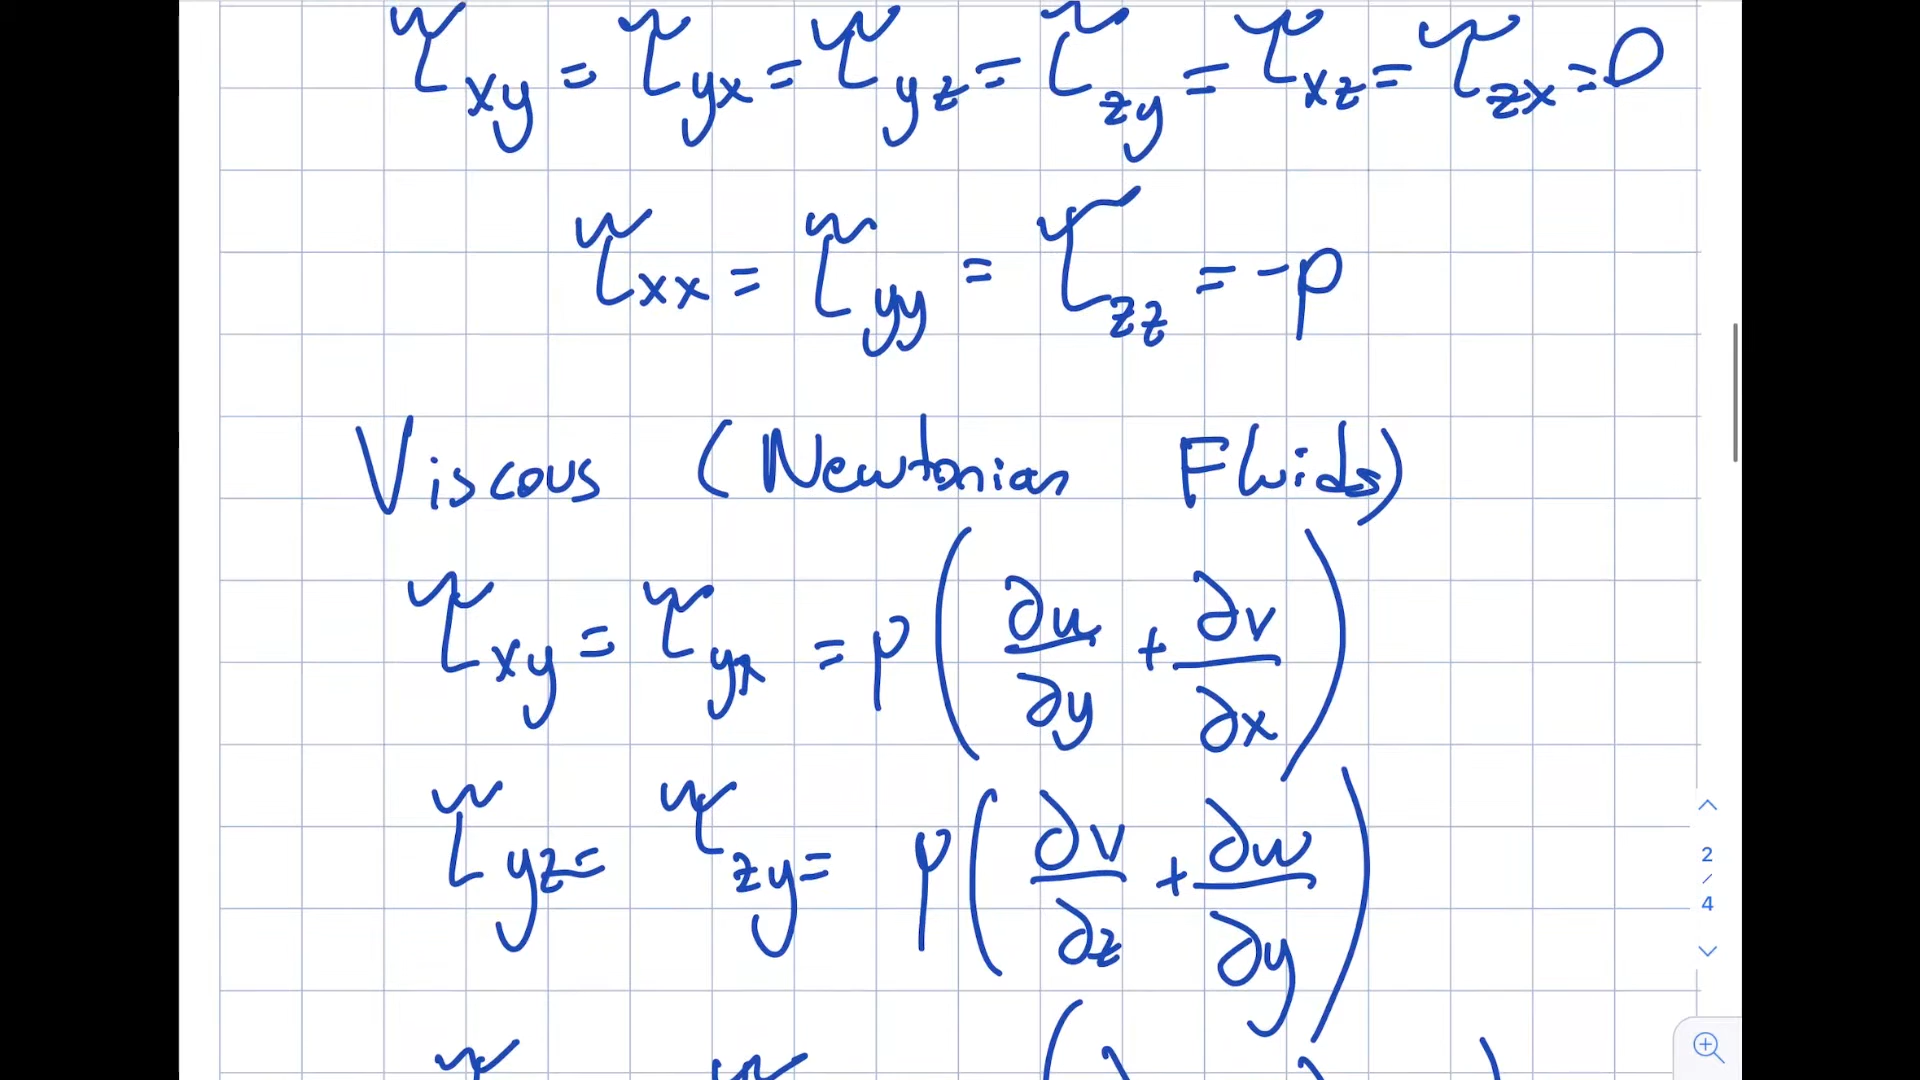 τxy = τyx = τyz = τzy = τxz = τzx = 0
τxx = τyy = τzz = -p
Viscous (Newtonian Fluids)
τxy = τyx = μ(∂u/∂y + ∂v/∂x)
τyz = τzy = μ(∂v/∂z + ∂w/∂y)
2
/
4